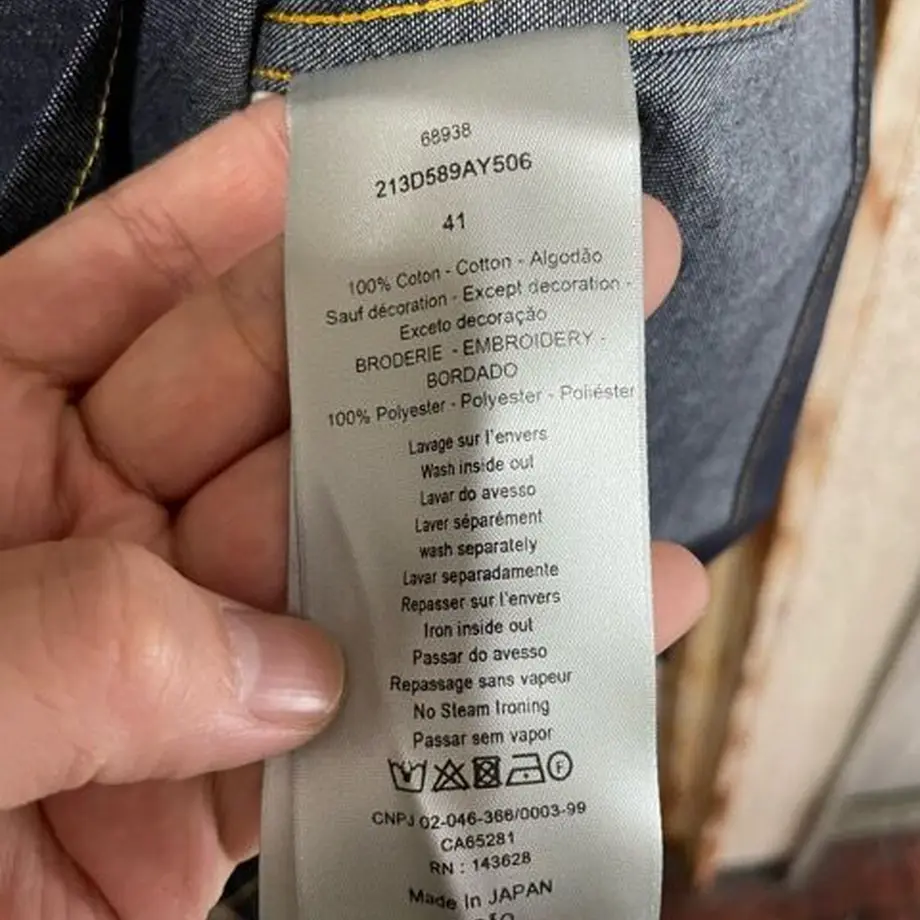 68938
213D589AY506
41
100% Coton - Cotton - Algodão
Sauf décoration - Except decoration -
Exceto decoração
BRODERIE - EMBROIDERY -
BORDADO
100% Polyester - Polyester - Poliéster
Lavage sur l'envers
Wash inside out
Lavar do avesso
Laver séparément
wash separately
Lavar separadamente
Repasser sur l'envers
Iron inside out
Passar do avesso
Repassage sans vapeur
No Steam Ironing
Passar sem vapor
F
CNPJ 02-046-366/0003-99
CA65281
RN : 143628
Made In JAPAN